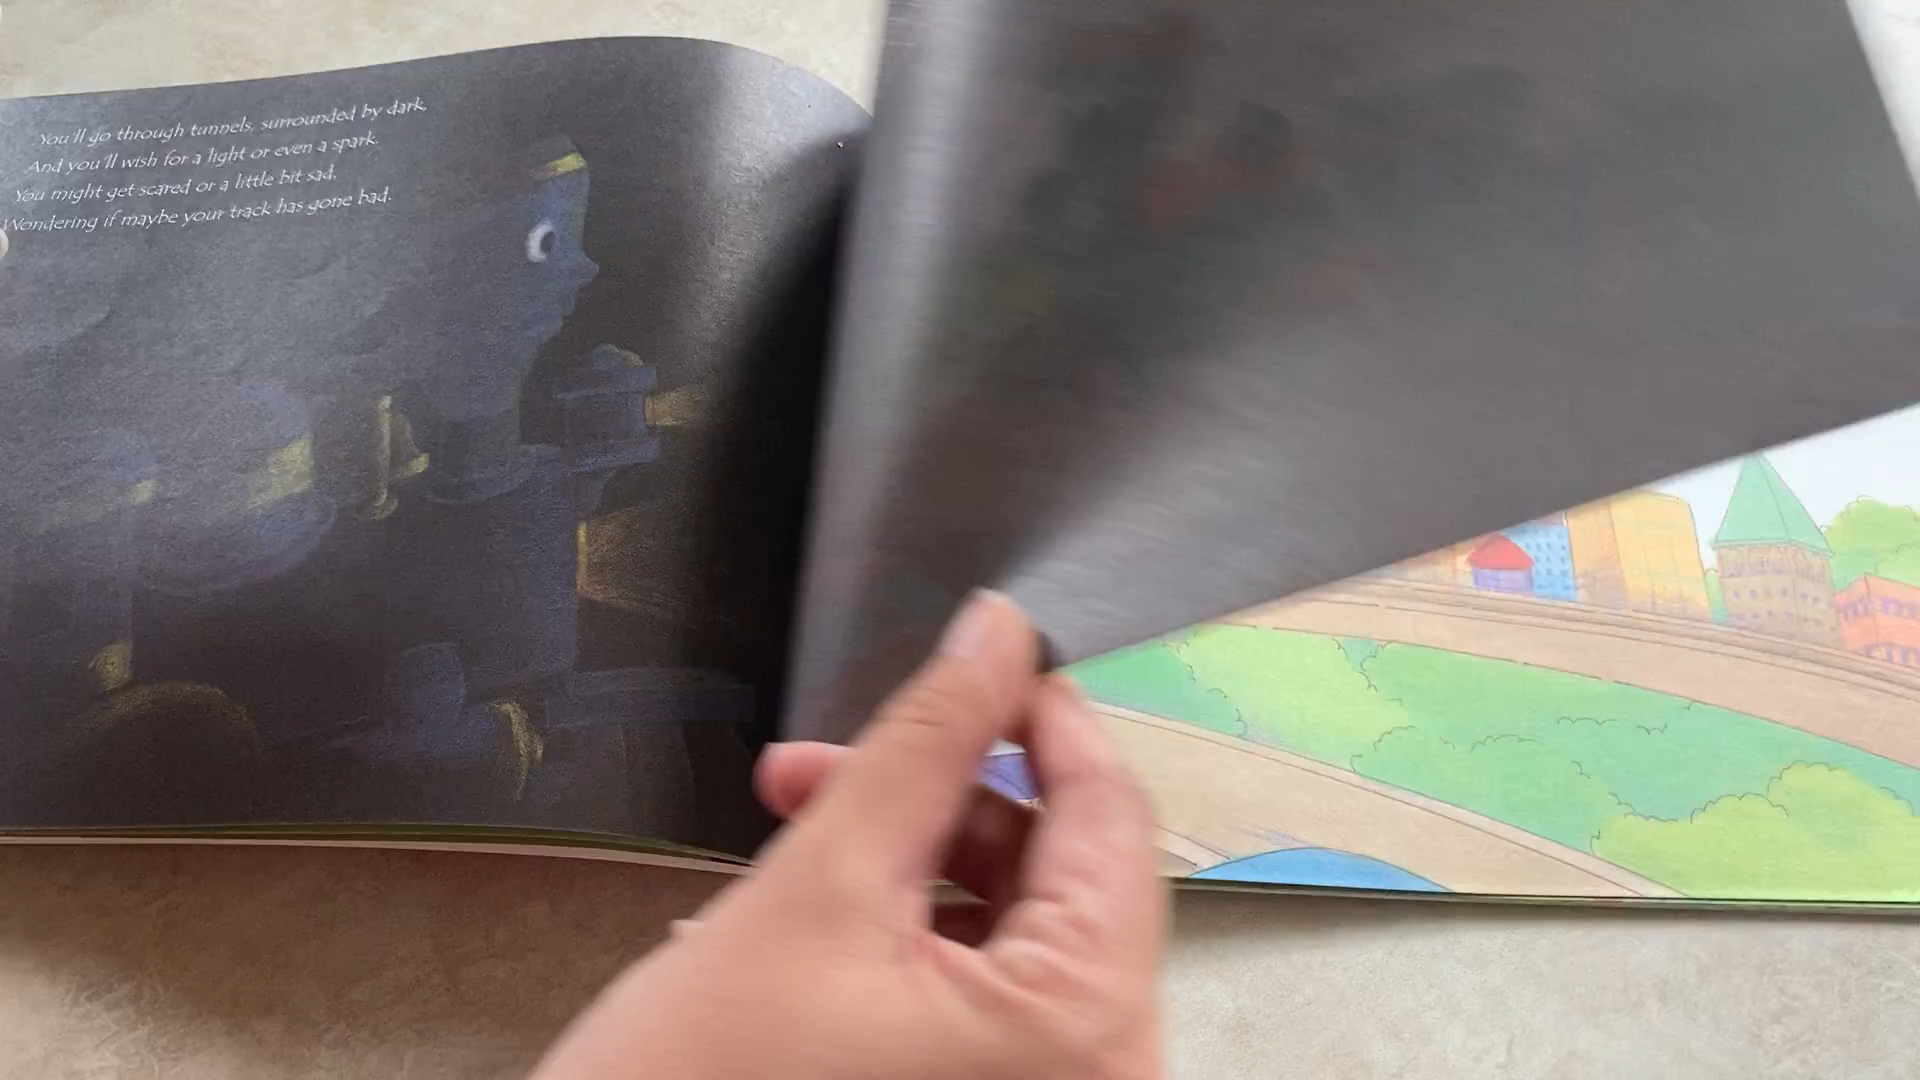 You'll go through tunnels, surrounded by dark,
And you'll wish for a light or even a spark.
You might get scared or a little bit sad,
Wondering if maybe your track has gone bad.